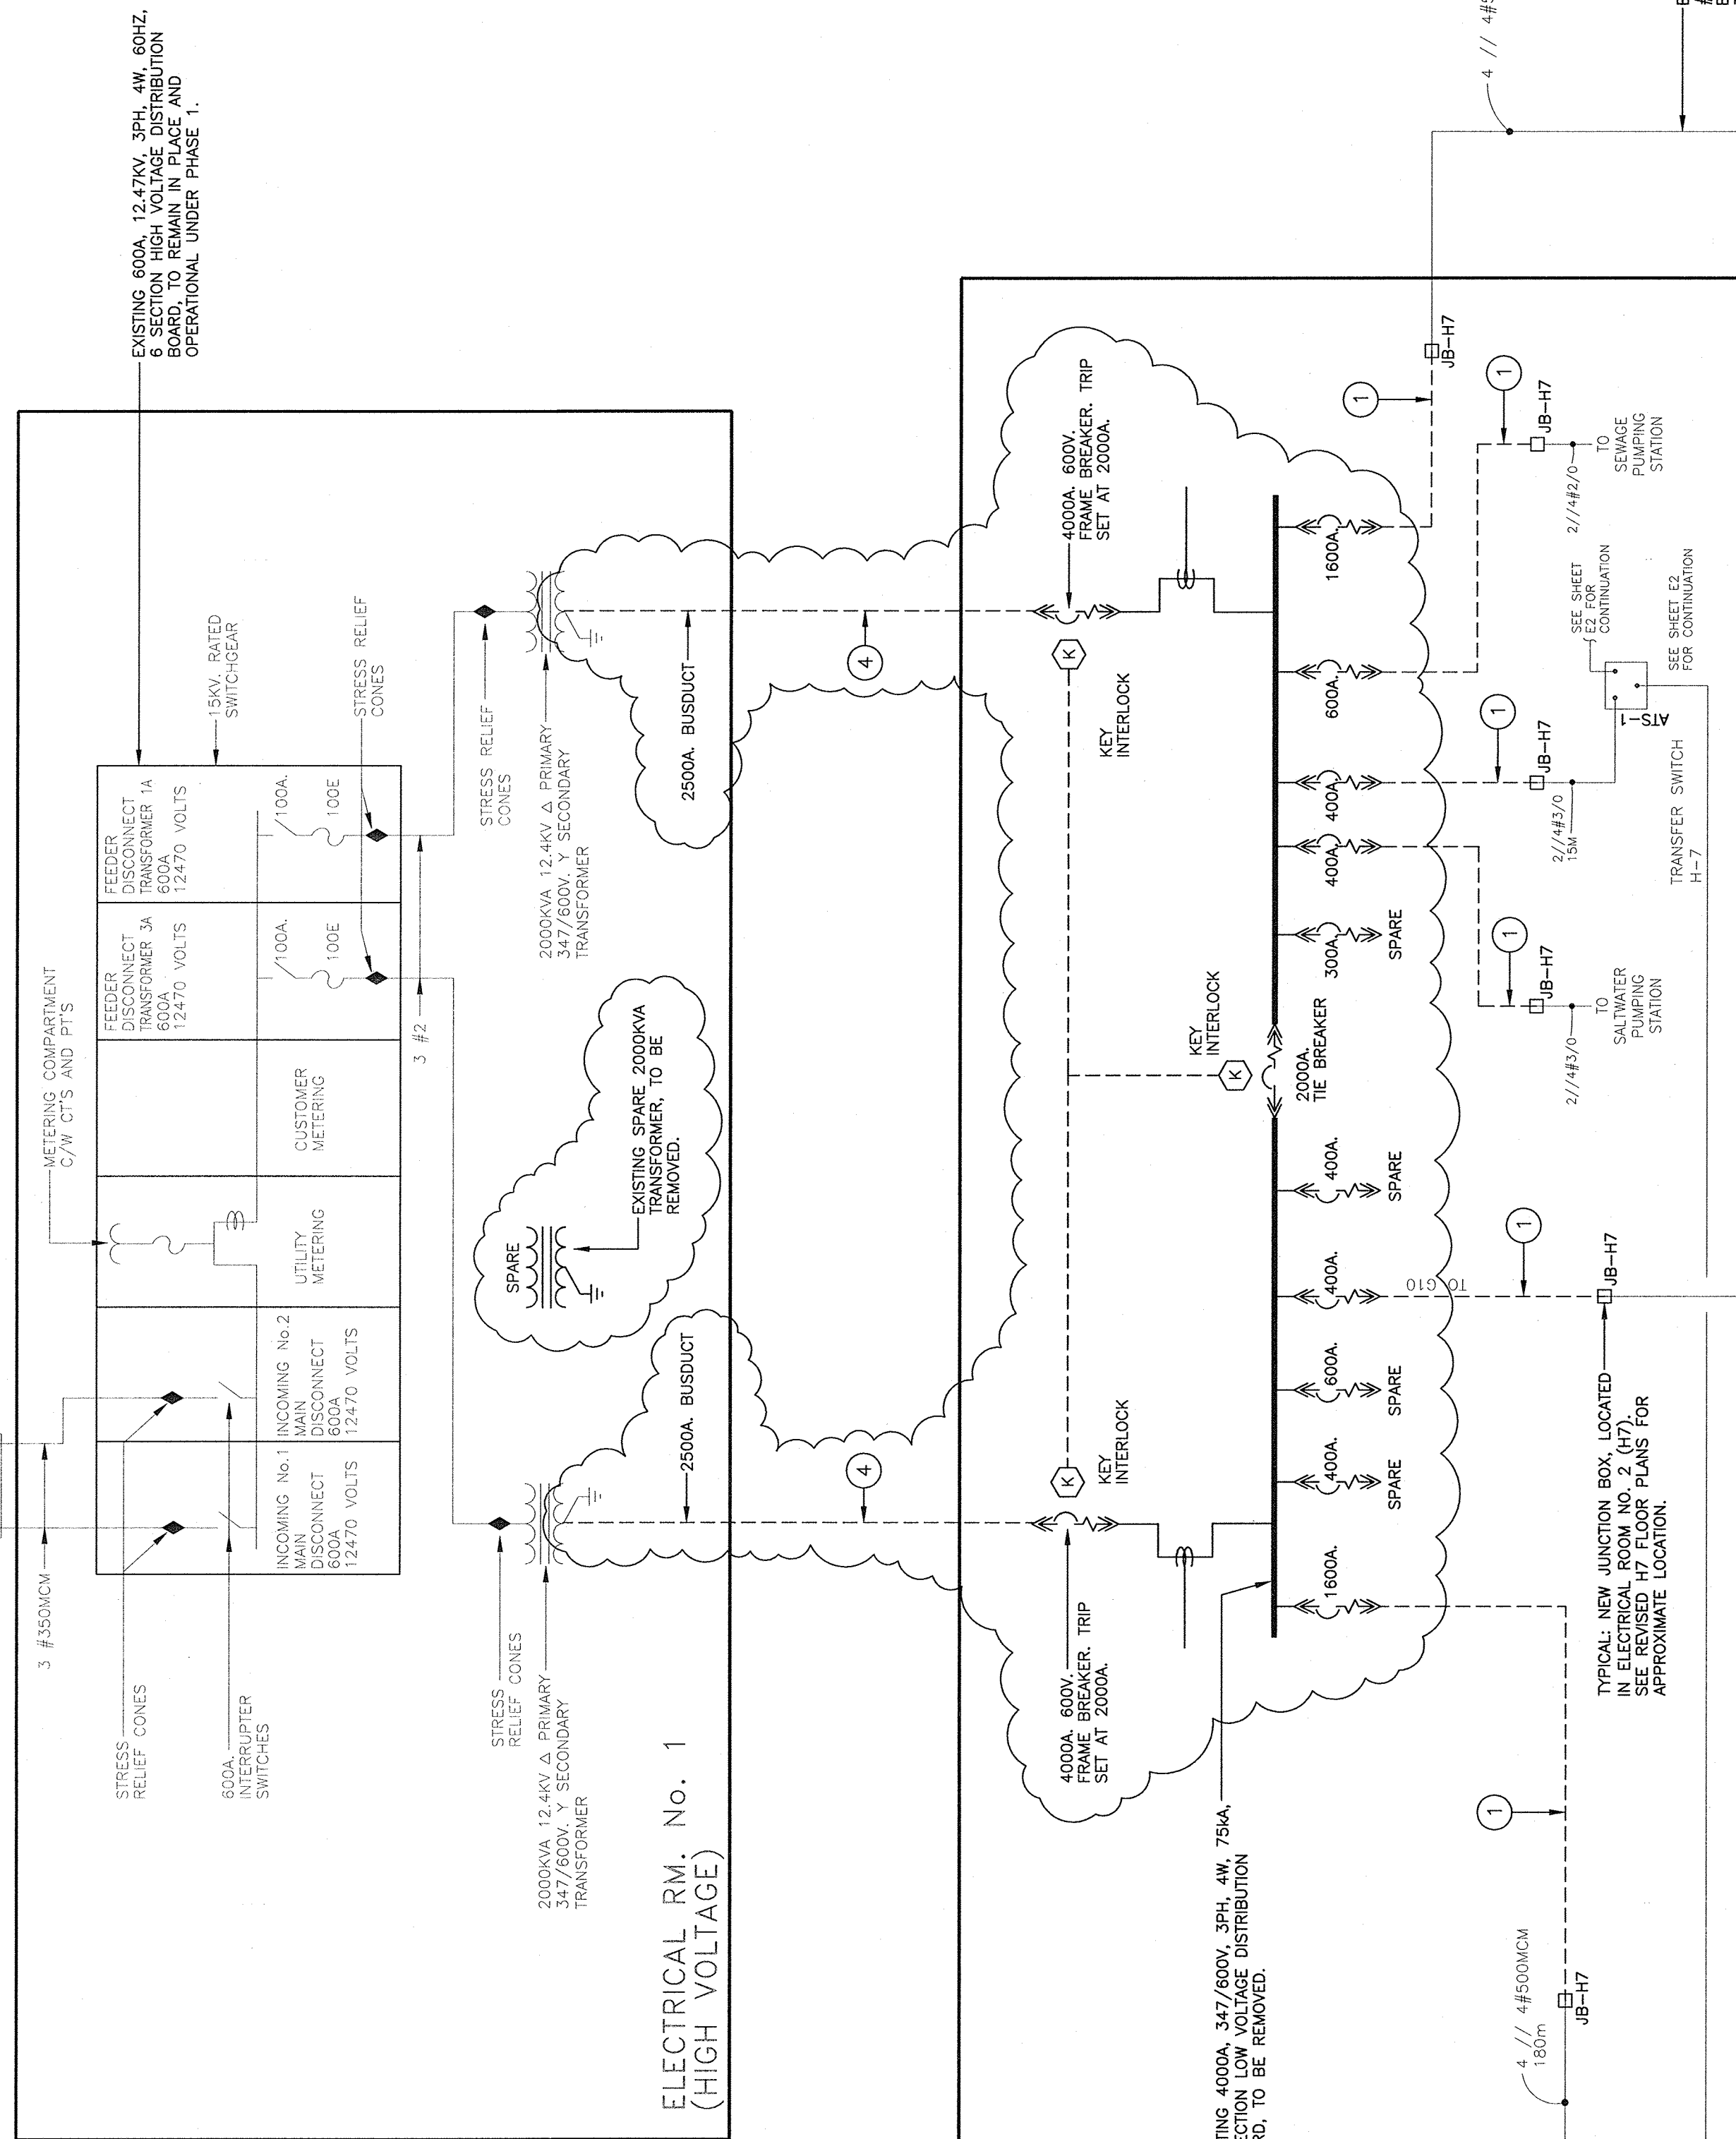 EXISTING 600A, 12.47KV, 3PH, 4W, 60HZ,
6 SECTION HIGH VOLTAGE DISTRIBUTION
BOARD, TO REMAIN IN PLACE AND
OPERATIONAL UNDER PHASE 1.
3 #350MCM
METERING COMPARTMENT
C/W CT'S AND PT'S
15KV. RATED
SWITCHGEAR
STRESS RELIEF
CONES
STRESS
RELIEF CONES
600A.
INTERRUPTER
SWITCHES
INCOMING No.1
MAIN
DISCONNECT
600A
12470 VOLTS
INCOMING No.2
MAIN
DISCONNECT
600A
12470 VOLTS
UTILITY
METERING
CUSTOMER
METERING
FEEDER
DISCONNECT
TRANSFORMER 3A
600A
12470 VOLTS
100A.
100E
FEEDER
DISCONNECT
TRANSFORMER 1A
600A
12470 VOLTS
100A.
100E
3 #2
STRESS
RELIEF CONES
STRESS RELIEF
CONES
2000KVA 12.4KV Δ PRIMARY
347/600V. Y SECONDARY
TRANSFORMER
SPARE
EXISTING SPARE 2000KVA
TRANSFORMER, TO BE
REMOVED.
2000KVA 12.4KV Δ PRIMARY
347/600V. Y SECONDARY
TRANSFORMER
2500A. BUSDUCT
2500A. BUSDUCT
ELECTRICAL RM. No. 1
(HIGH VOLTAGE)
4
4
4000A. 600V.
FRAME BREAKER. TRIP
SET AT 2000A.
K
KEY
INTERLOCK
K
KEY
INTERLOCK
4000A. 600V.
FRAME BREAKER. TRIP
SET AT 2000A.
KEY
INTERLOCK
K
2000A.
TIE BREAKER
4000A, 347/600V, 3PH, 4W, 75kA,
LOW VOLTAGE DISTRIBUTION
TO BE REMOVED.
1600A.
400A.
SPARE
600A.
SPARE
400A.
TO G10
400A.
SPARE
300A.
SPARE
400A.
400A.
600A.
1600A.
1
JB-H7
4 // 4#500MCM
180m
1
JB-H7
TYPICAL: NEW JUNCTION BOX, LOCATED
IN ELECTRICAL ROOM NO. 2 (H7).
SEE REVISED H7 FLOOR PLANS FOR
APPROXIMATE LOCATION.
1
JB-H7
2//4#3/0
TO
SALTWATER
PUMPING
STATION
1
JB-H7
2//4#3/0
15M
ATS-1
SEE SHEET
E2 FOR
CONTINUATION
SEE SHEET E2
FOR CONTINUATION
TRANSFER SWITCH
H-7
1
JB-H7
2//4#2/0
TO
SEWAGE
PUMPING
STATION
1
JB-H7